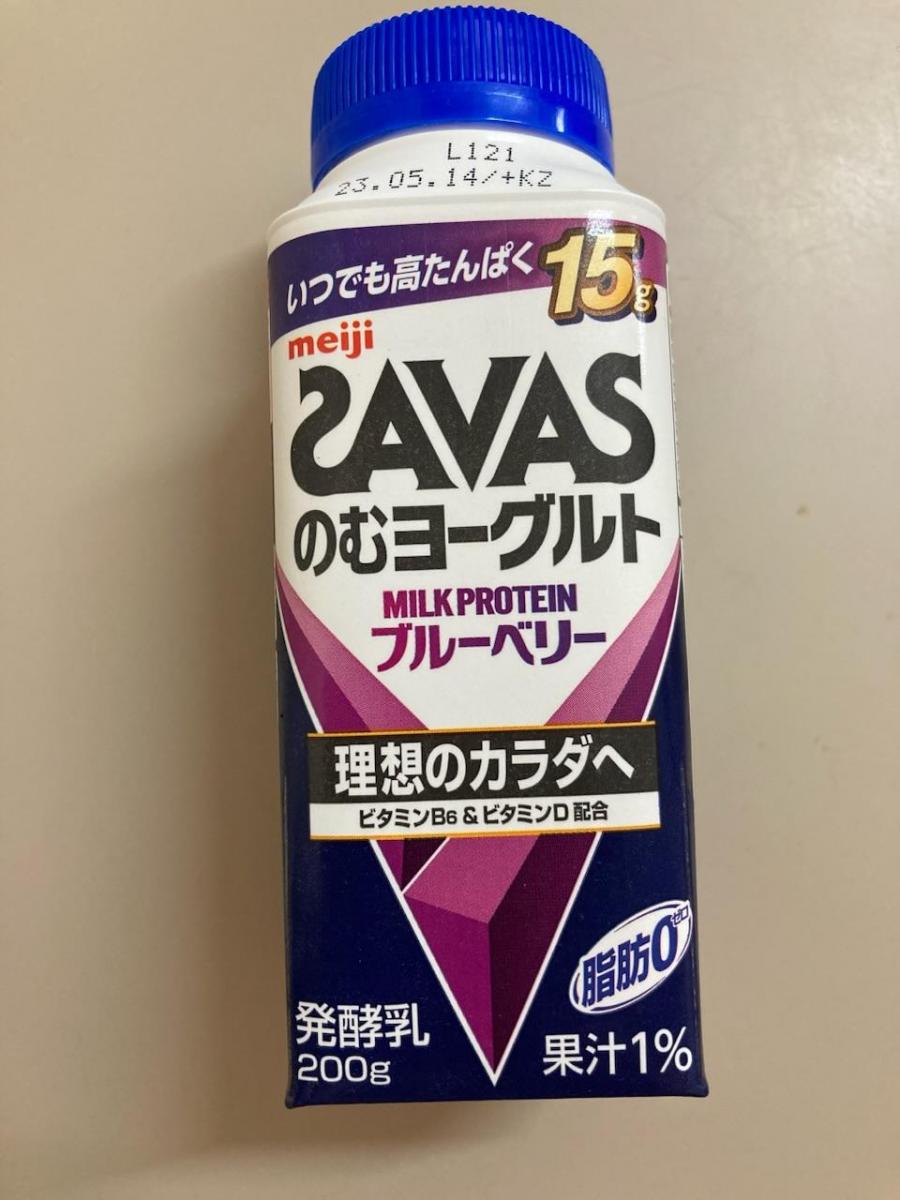 L121
23.05.14/+KZ
いつでも高たんぱく 15g
meiji
SAVAS
のむヨーグルト
MILK PROTEIN
ブルーベリー
理想のカラダへ
ビタミンB6 & ビタミンD 配合
脂肪0ゼロ
発酵乳
200g
果汁1%